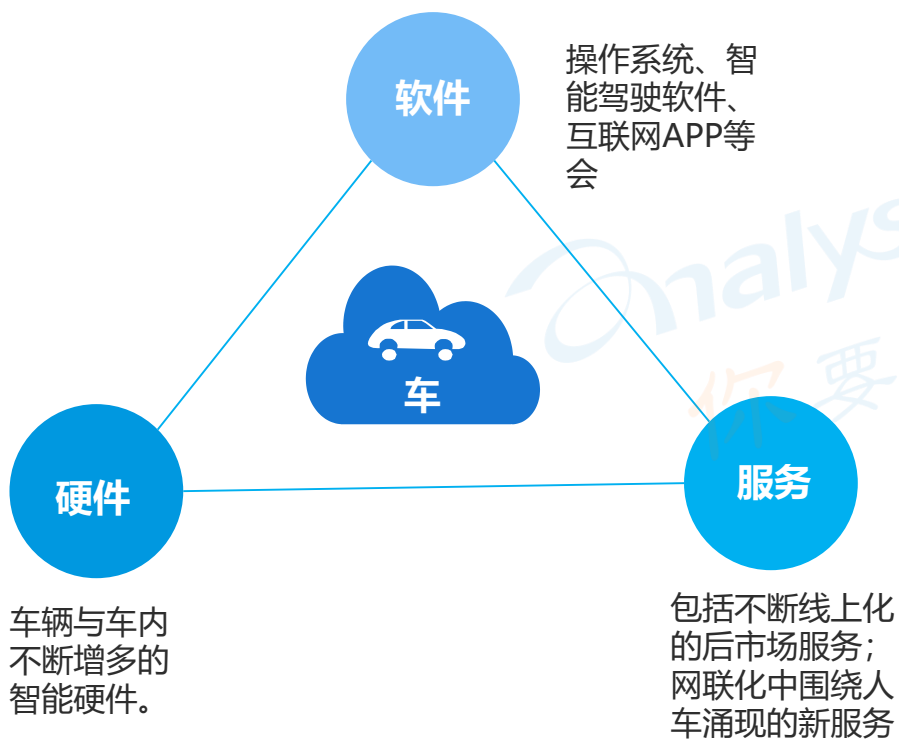 软件
操作系统、智
能驾驶软件、
互联网APP等
会
nalys
你要
车
硬件
服务
车辆与车内
不断增多的
智能硬件。
包括不断线上化
的后市场服务；
网联化中围绕人
车涌现的新服务